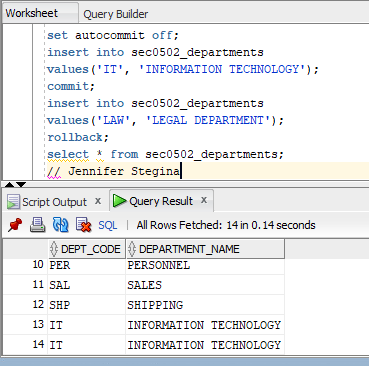 Worksheet Query Builder
set autocommit off;
insert into sec0502_departments
values('IT', 'INFORMATION TECHNOLOGY');
commit;
insert into sec0502_departments
values('LAW', 'LEGAL DEPARTMENT');
rollback;
select * from sec0502_departments;
// Jennifer Stegina
Script Output x Query Result x
SQL | All Rows Fetched: 14 in 0.14 seconds
DEPT_CODE DEPARTMENT_NAME
10 PER PERSONNEL
11 SAL SALES
12 SHP SHIPPING
13 IT INFORMATION TECHNOLOGY
14 IT INFORMATION TECHNOLOGY